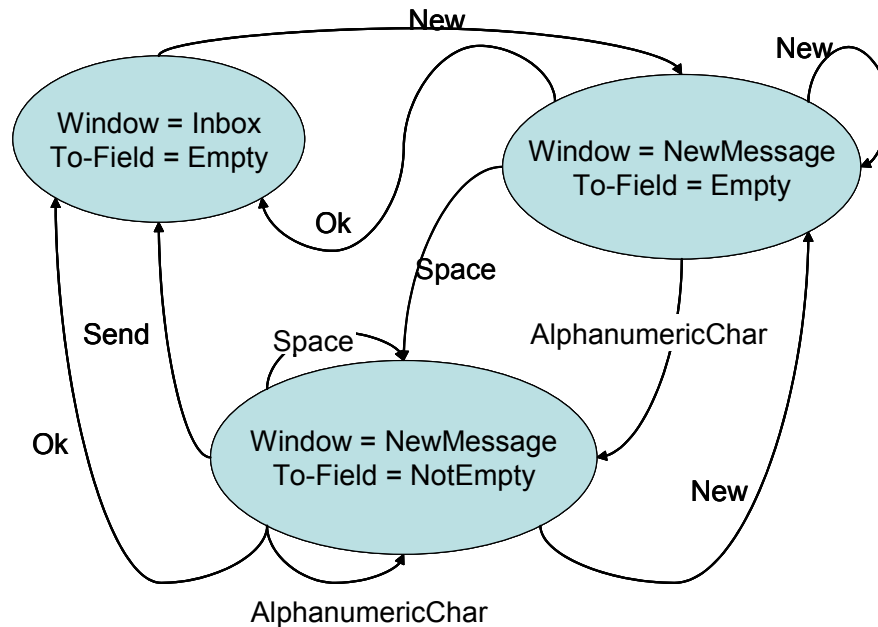 New
New
Window = Inbox
To-Field = Empty
Window = NewMessage
To-Field = Empty
Ok
Space
Send
Space
AlphanumericChar
Ok
Window = NewMessage
To-Field = NotEmpty
New
AlphanumericChar